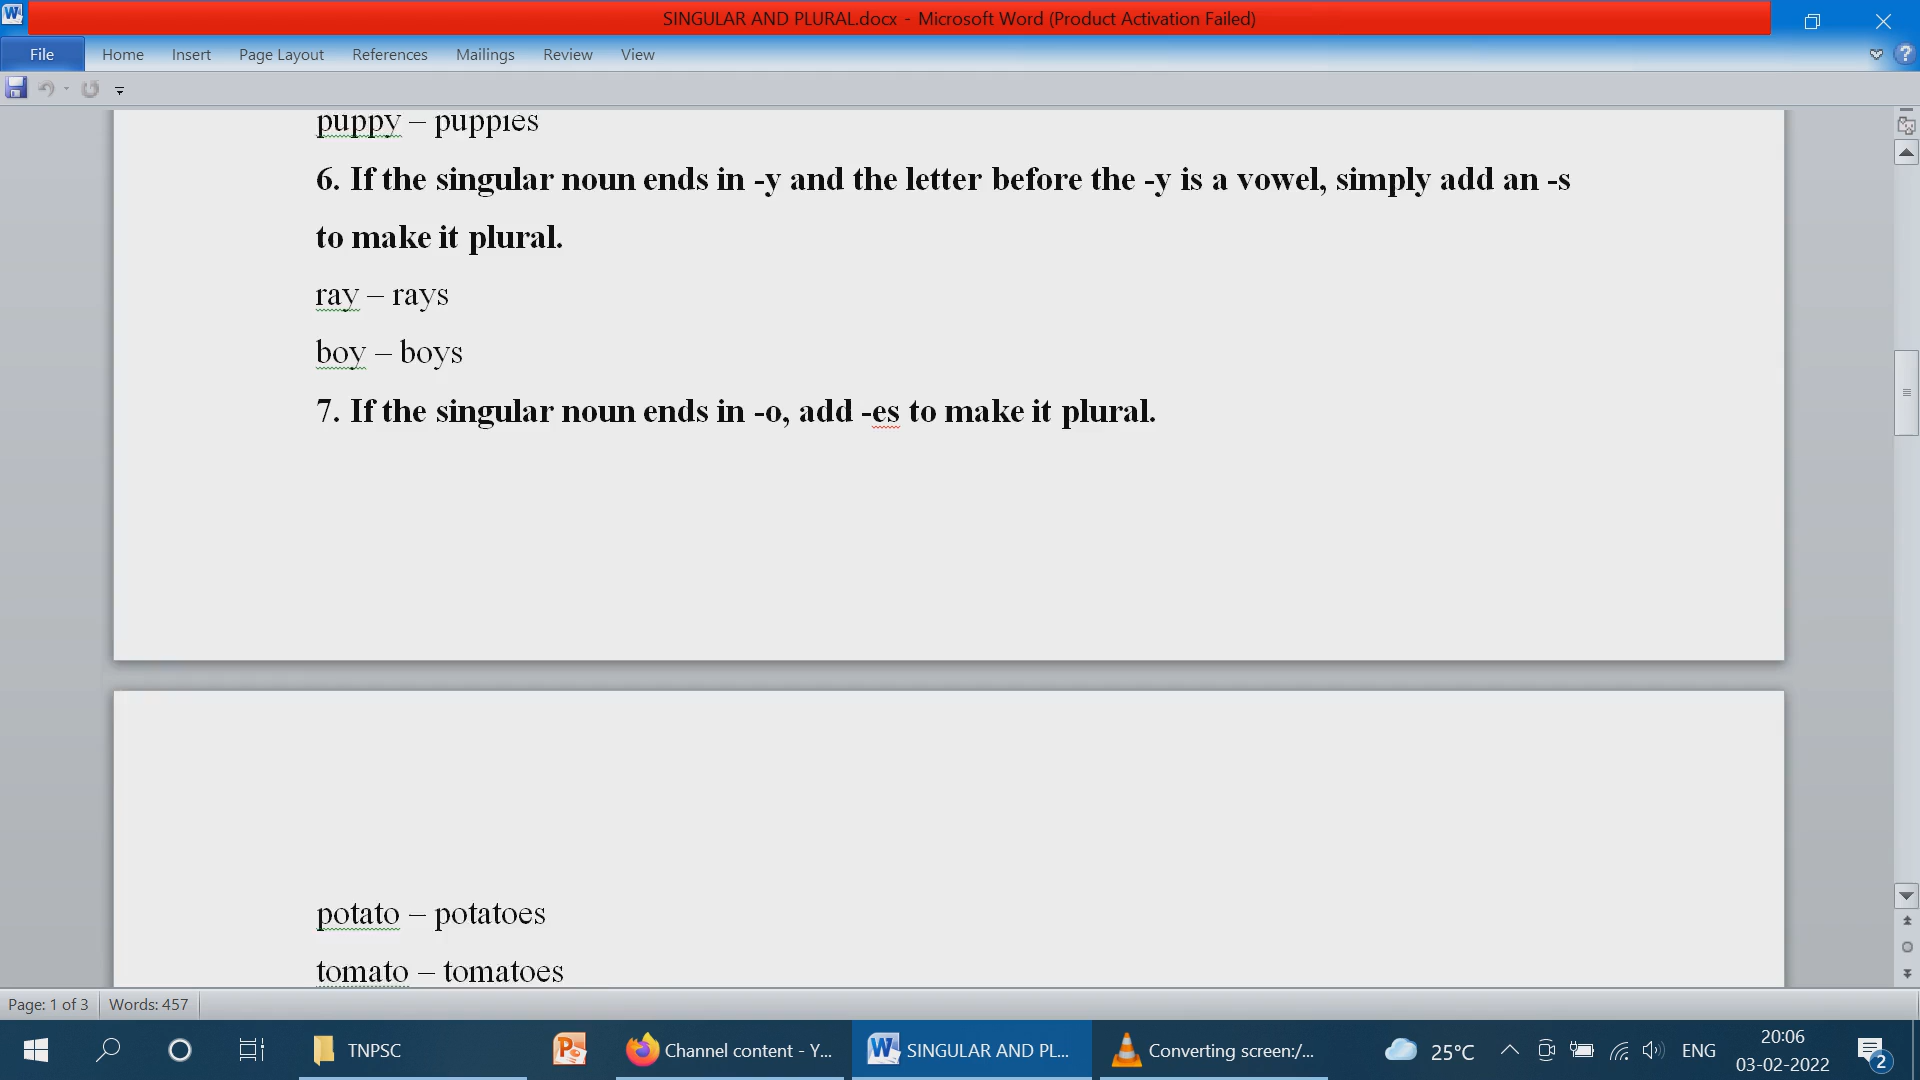 SINGULAR AND PLURAL.docx - Microsoft Word (Product Activation Failed)
File Home Insert Page Layout References Mailings Review View
puppy – puppies
6. If the singular noun ends in -y and the letter before the -y is a vowel, simply add an -s
to make it plural.
ray – rays
boy – boys
7. If the singular noun ends in -o, add -es to make it plural.
potato – potatoes
tomato – tomatoes
Page: 1 of 3 Words: 457
TNPSC Channel content - Y... SINGULAR AND PL... Converting screen:/... 25°C ENG 20:06
03-02-2022 2